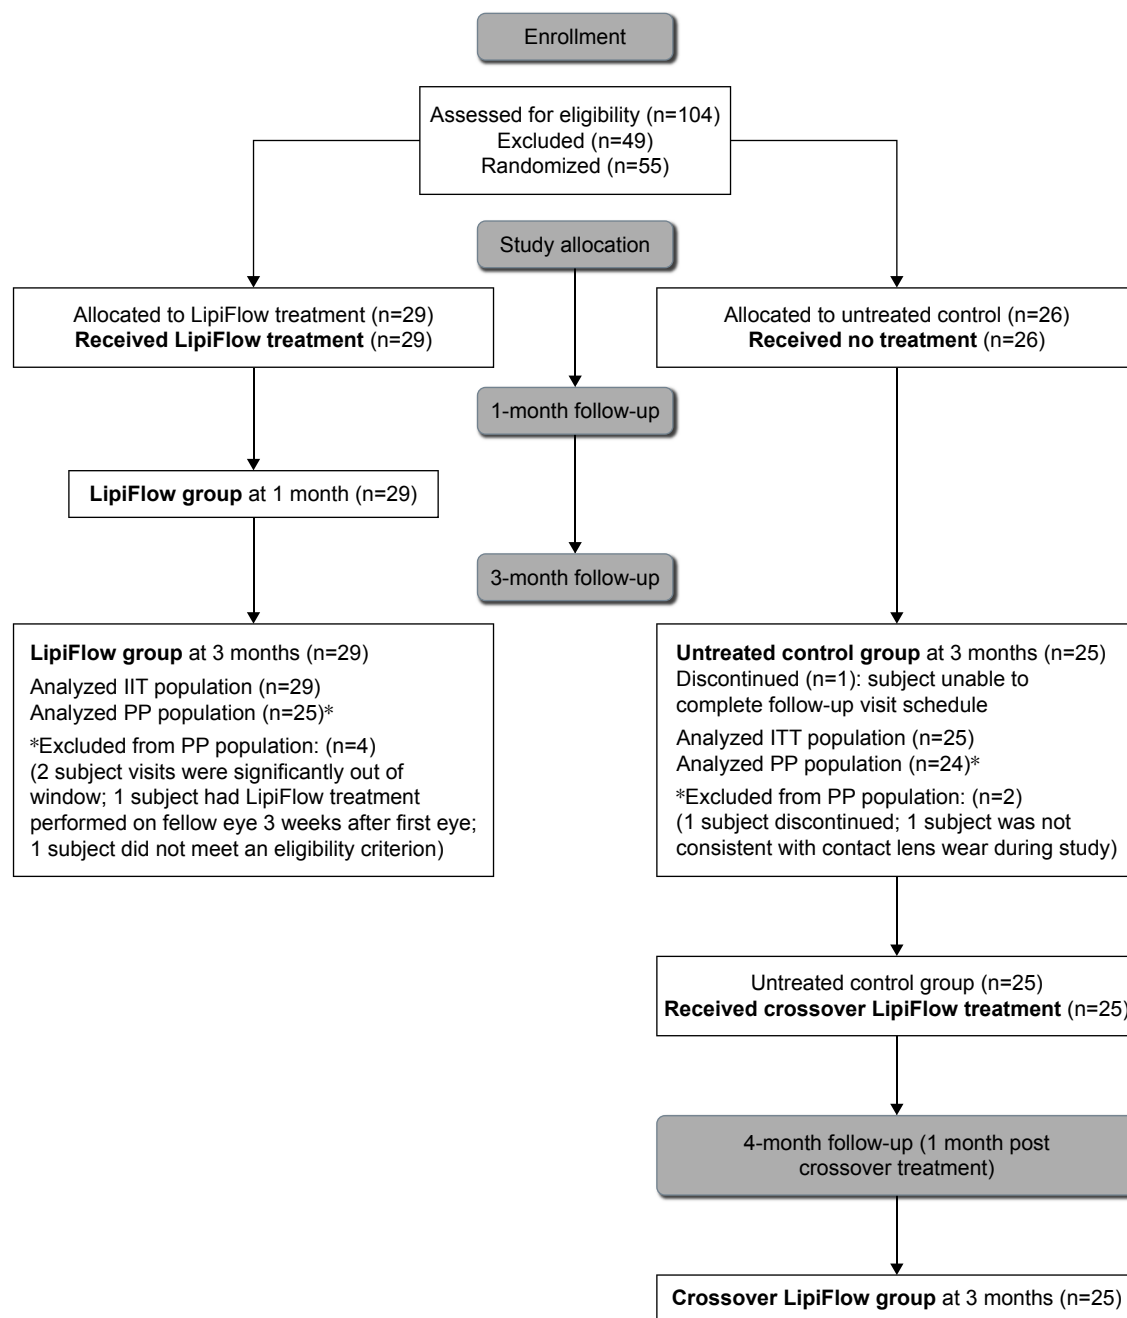 Enrollment
Assessed for eligibility (n=104)
Excluded (n=49)
Randomized (n=55)
Study allocation
Allocated to LipiFlow treatment (n=29)
Received LipiFlow treatment (n=29)
Allocated to untreated control (n=26)
Received no treatment (n=26)
1-month follow-up
LipiFlow group at 1 month (n=29)
3-month follow-up
LipiFlow group at 3 months (n=29)
Analyzed IIT population (n=29)
Analyzed PP population (n=25)*
*Excluded from PP population: (n=4)
(2 subject visits were significantly out of
window; 1 subject had LipiFlow treatment
performed on fellow eye 3 weeks after first eye;
1 subject did not meet an eligibility criterion)
Untreated control group at 3 months (n=25)
Discontinued (n=1): subject unable to
complete follow-up visit schedule
Analyzed ITT population (n=25)
Analyzed PP population (n=24)*
*Excluded from PP population: (n=2)
(1 subject discontinued; 1 subject was not
consistent with contact lens wear during study)
Untreated control group (n=25)
Received crossover LipiFlow treatment (n=25)
4-month follow-up (1 month post
crossover treatment)
Crossover LipiFlow group at 3 months (n=25)